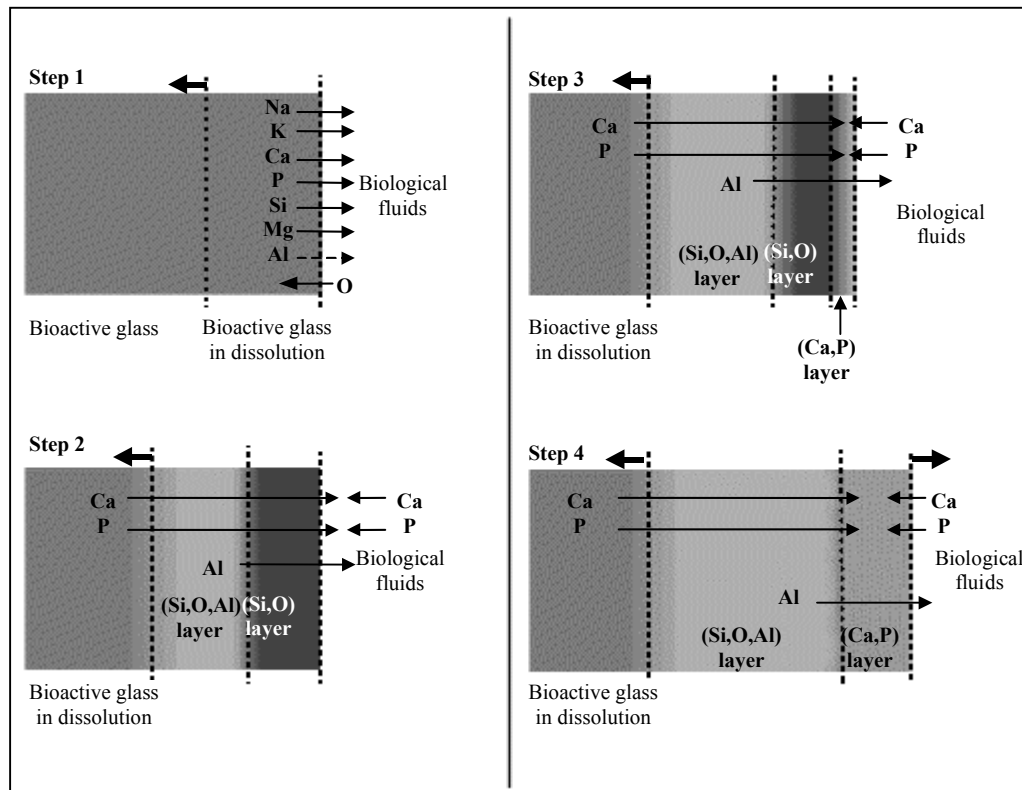 Step 1
Na
K
Ca
P
Si
Mg
Al
O
Biological
fluids
Bioactive glass
Bioactive glass
in dissolution
Step 2
Ca
P
Ca
P
Al
Biological
fluids
(Si,O,Al)
layer
(Si,O)
layer
Bioactive glass
in dissolution
Step 3
Ca
P
Ca
P
Al
Biological
fluids
(Si,O,Al)
layer
(Si,O)
layer
Bioactive glass
in dissolution
(Ca,P)
layer
Step 4
Ca
P
Ca
P
Biological
fluids
Al
(Si,O,Al)
layer
(Ca,P)
layer
Bioactive glass
in dissolution